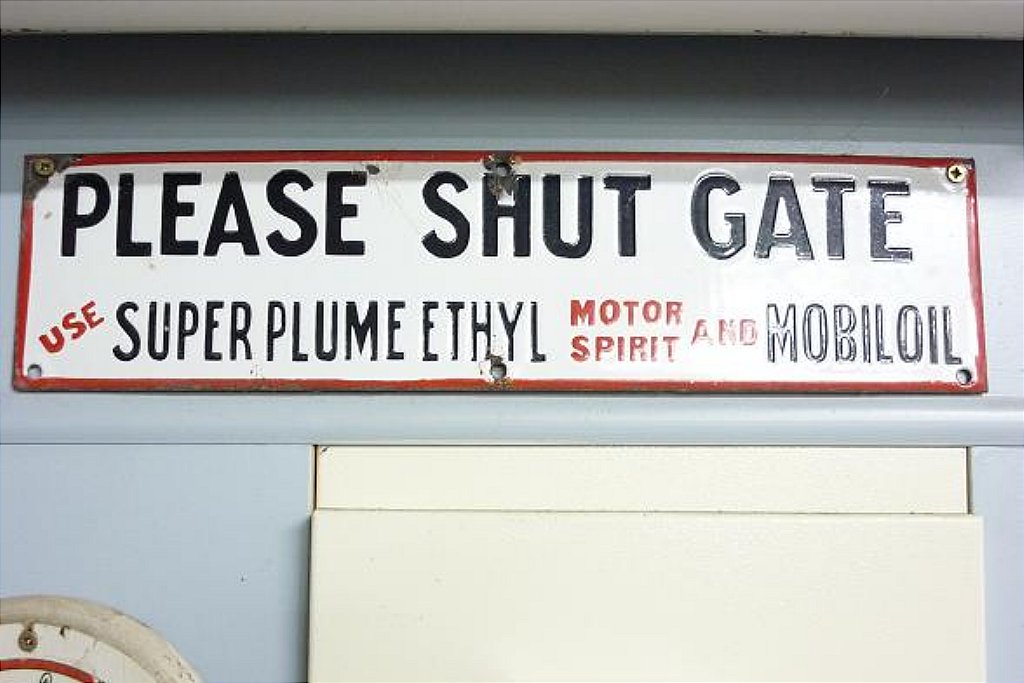 PLEASE SHUT GATE
USE SUPER PLUME ETHYL MOTOR SPIRIT AND MOBILOIL